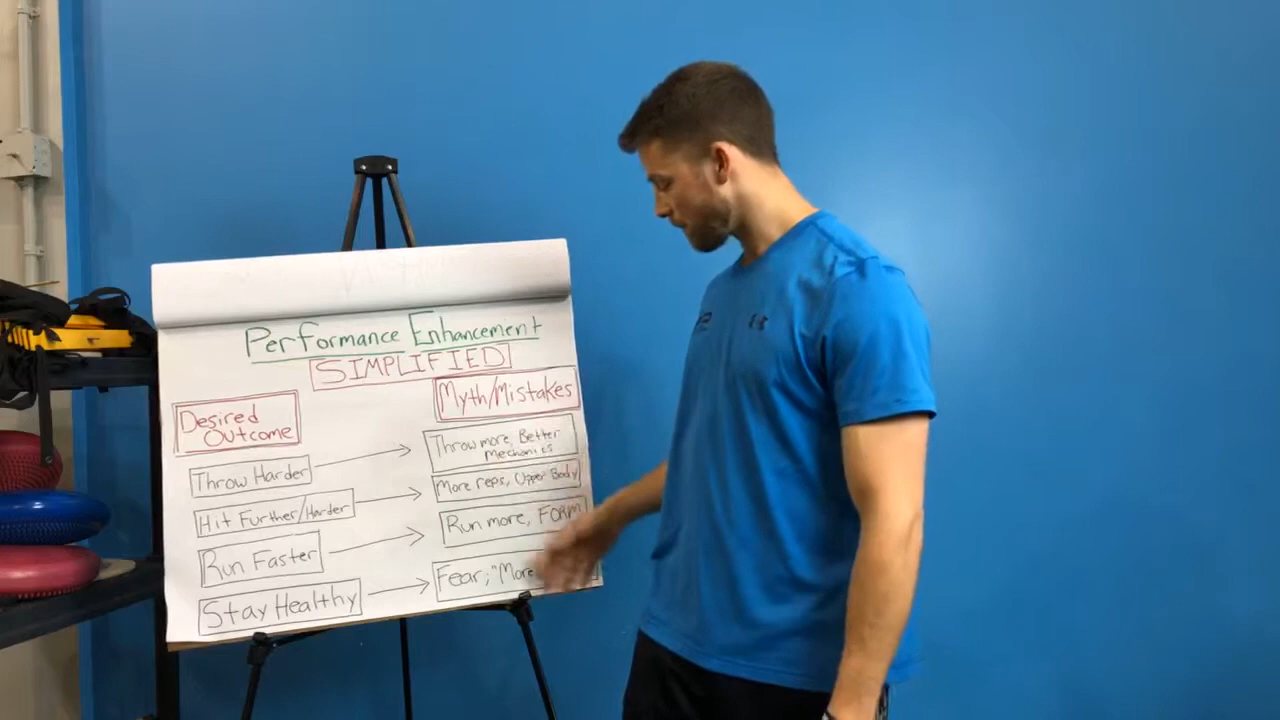 Performance Enhancement
SIMPLIFIED
Myth/Mistakes
Desired
Outcome
Throw more, Better
Mechanics
Throw Harder
More reps, Upper Body
Hit Further/Harder
Run more, FORM
Run Faster
Fear; "More
Stay Healthy